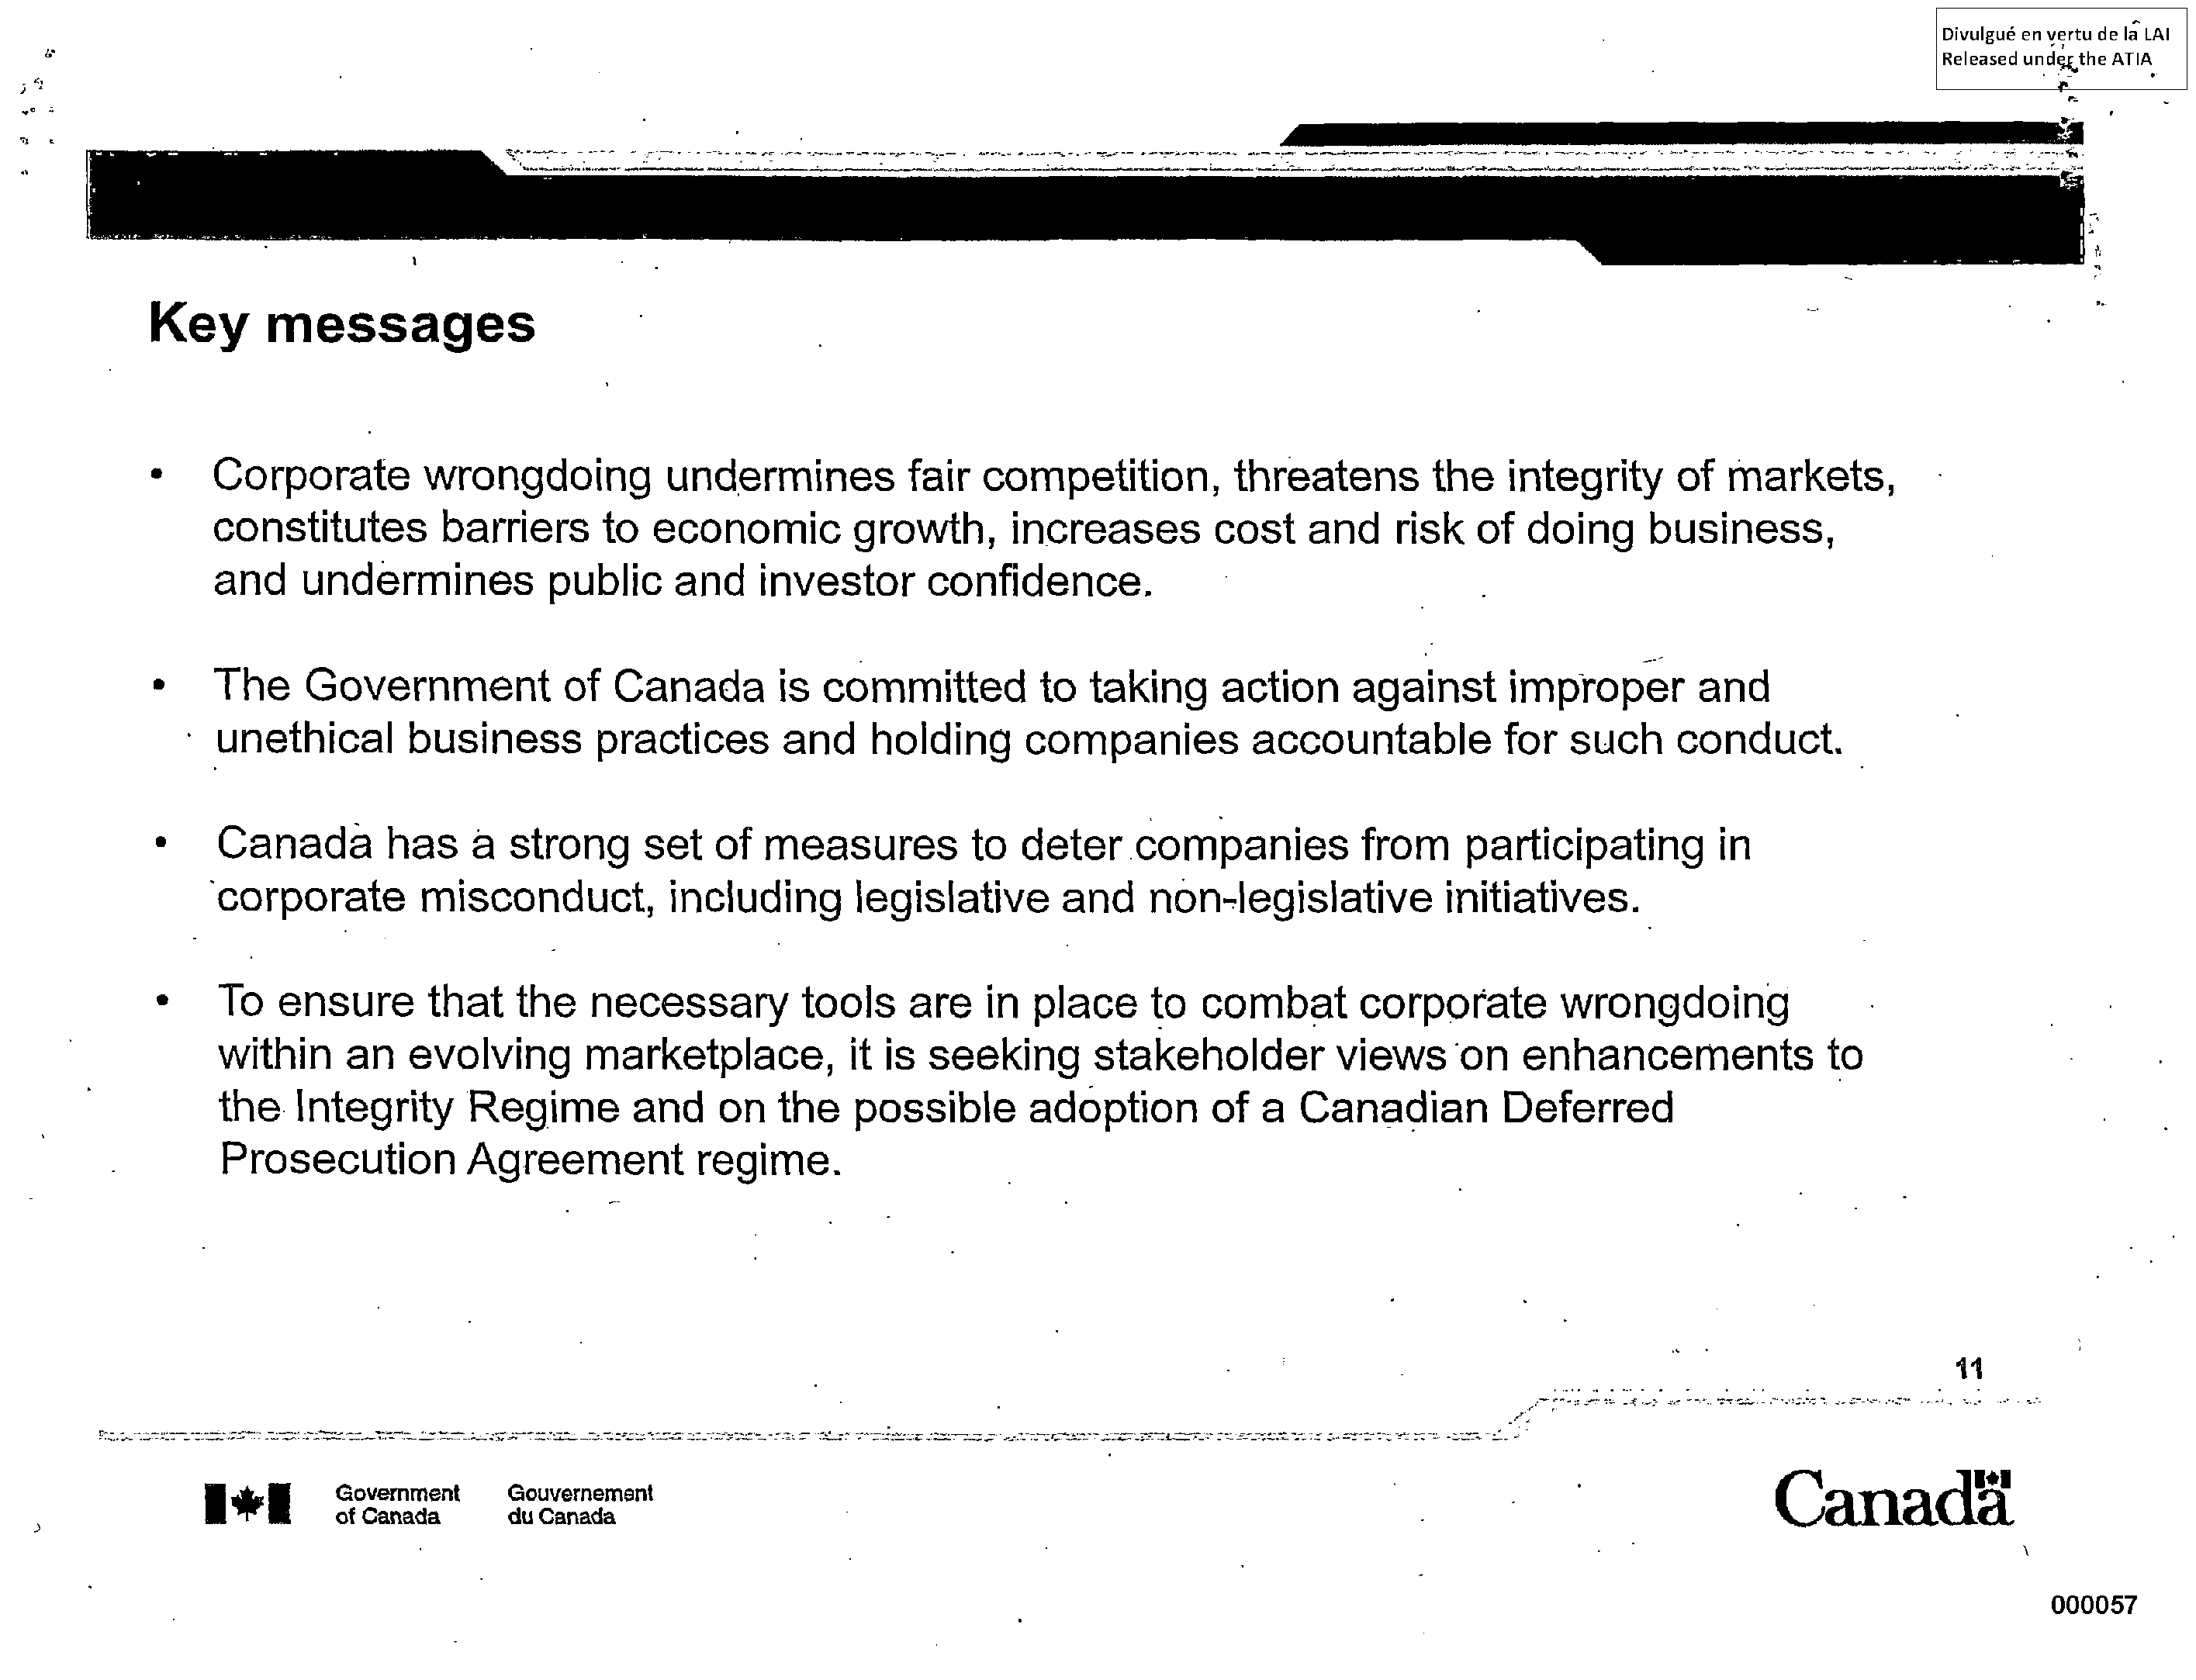 Divulgué en vertu de la LAI
Released under the ATIA
Key messages
• Corporate wrongdoing undermines fair competition, threatens the integrity of markets,
constitutes barriers to economic growth, increases cost and risk of doing business,
and undermines public and investor confidence.
• The Government of Canada is committed to taking action against improper and
unethical business practices and holding companies accountable for such conduct.
• Canada has a strong set of measures to deter companies from participating in
corporate misconduct, including legislative and non-legislative initiatives.
• To ensure that the necessary tools are in place to combat corporate wrongdoing
within an evolving marketplace, it is seeking stakeholder views on enhancements to
the Integrity Regime and on the possible adoption of a Canadian Deferred
Prosecution Agreement regime.
11
Government Gouvernement
of Canada du Canada
Canada
000057